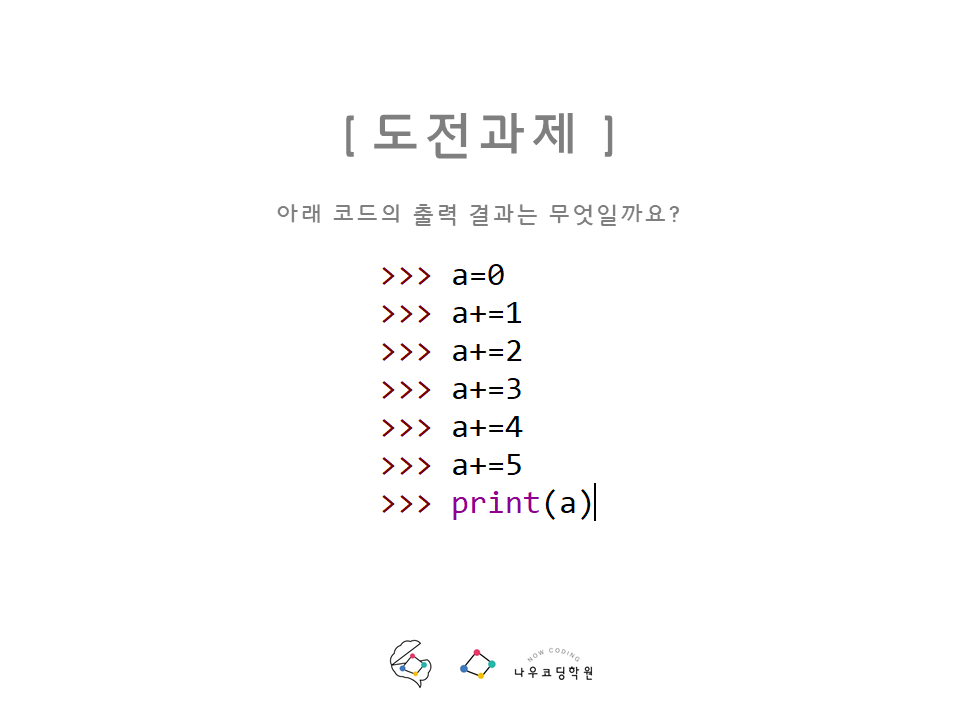 [ 도전과제 ]
아래 코드의 출력 결과는 무엇일까요?
>>> a=0
>>> a+=1
>>> a+=2
>>> a+=3
>>> a+=4
>>> a+=5
>>> print(a)
NOW CODING
나우코딩학원